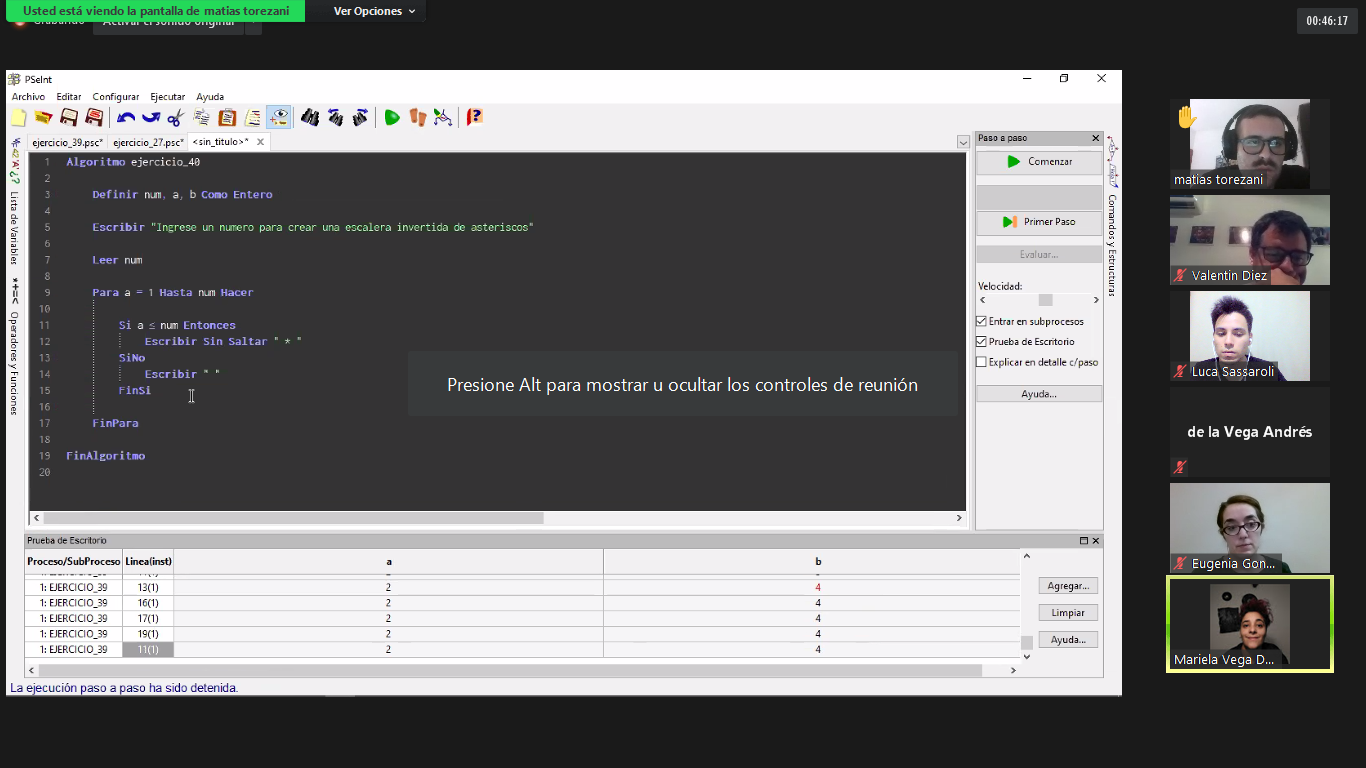 Usted está viendo la pantalla de matias torezani
Ver Opciones
Grabando
Activar el sonido original
00:46:17
PSeInt
Archivo Editar Configurar Ejecutar Ayuda
ejercicio_39.psc* ejercicio_27.psc* <sin_titulo>*
Lista de Variables
Operadores y Funciones
1 Algoritmo ejercicio_40
2
3 Definir num, a, b Como Entero
4
5 Escribir "Ingrese un numero para crear una escalera invertida de asteriscos"
6
7 Leer num
8
9 Para a = 1 Hasta num Hacer
10
11 Si a ≤ num Entonces
12 Escribir Sin Saltar " * "
13 SiNo
14 Escribir " "
15 FinSi
16
17 FinPara
18
19 FinAlgoritmo
20
Presione Alt para mostrar u ocultar los controles de reunión
Paso a paso
Comenzar
Primer Paso
Evaluar...
Velocidad:
Entrar en subprocesos
Prueba de Escritorio
Explicar en detalle c/paso
Ayuda...
Comandos y Estructuras
Prueba de Escritorio
Proceso/SubProceso Linea(inst) a b
1: EJERCICIO_39 13(1) 2 4
1: EJERCICIO_39 16(1) 2 4
1: EJERCICIO_39 17(1) 2 4
1: EJERCICIO_39 19(1) 2 4
1: EJERCICIO_39 11(1) 2 4
Agregar...
Limpiar
Ayuda...
La ejecución paso a paso ha sido detenida.
matias torezani
Valentin Diez
Luca Sassaroli
de la Vega Andrés
Eugenia Gon...
Mariela Vega D...